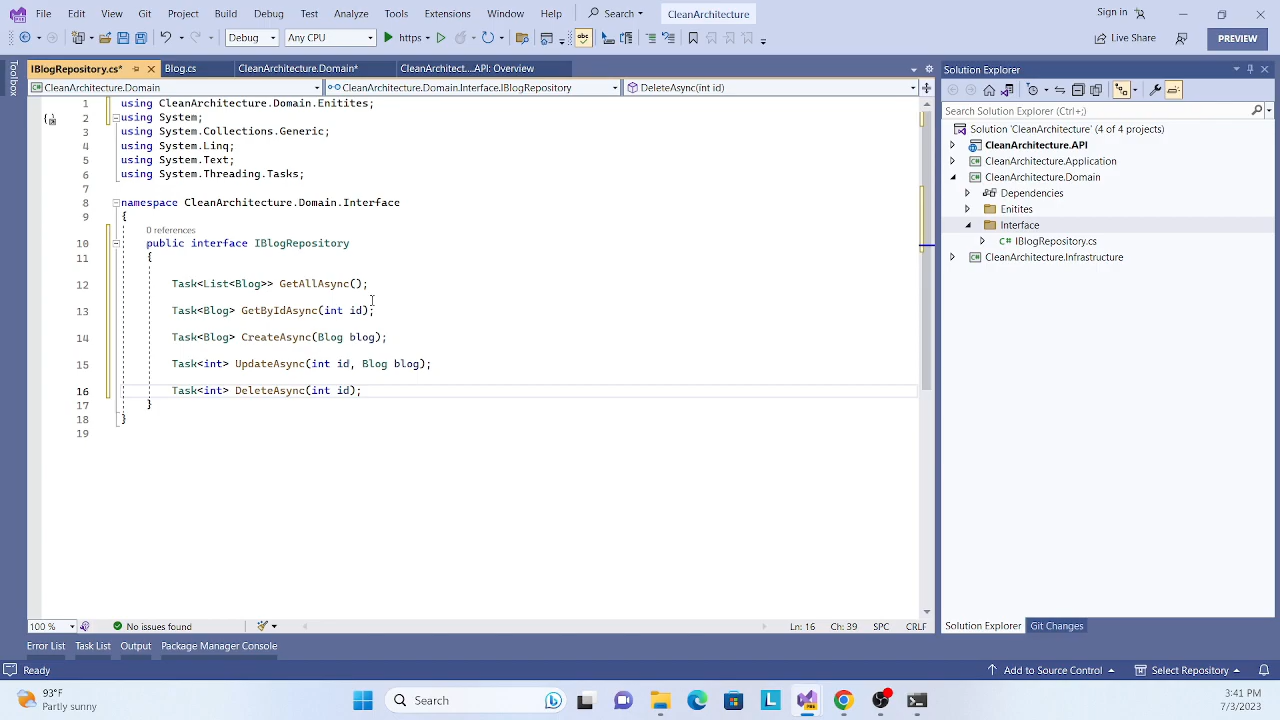 File Edit View Git Project Build Debug Test Analyze Tools Extensions Window Help Search CleanArchitecture Sign in
Debug Any CPU https Live Share PREVIEW
IBlogRepository.cs* Blog.cs CleanArchitecture.Domain* CleanArchitect....API: Overview
CleanArchitecture.Domain CleanArchitecture.Domain.Interface.IBlogRepository DeleteAsync(int id)
Toolbox
1 using CleanArchitecture.Domain.Enitites;
2 using System;
3 using System.Collections.Generic;
4 using System.Linq;
5 using System.Text;
6 using System.Threading.Tasks;
7
8 namespace CleanArchitecture.Domain.Interface
9 {
0 references
10 public interface IBlogRepository
11 {
12 Task<List<Blog>> GetAllAsync();
13 Task<Blog> GetByIdAsync(int id);
14 Task<Blog> CreateAsync(Blog blog);
15 Task<int> UpdateAsync(int id, Blog blog);
16 Task<int> DeleteAsync(int id);
17 }
18 }
19
100 % No issues found Ln: 16 Ch: 39 SPC CRLF
Solution Explorer
Search Solution Explorer (Ctrl+;)
Solution 'CleanArchitecture' (4 of 4 projects)
CleanArchitecture.API
CleanArchitecture.Application
CleanArchitecture.Domain
Dependencies
Enitites
Interface
C# IBlogRepository.cs
CleanArchitecture.Infrastructure
Solution Explorer Git Changes
Error List Task List Output Package Manager Console
Ready Add to Source Control Select Repository
93°F
Partly sunny
Search
3:41 PM
7/3/2023